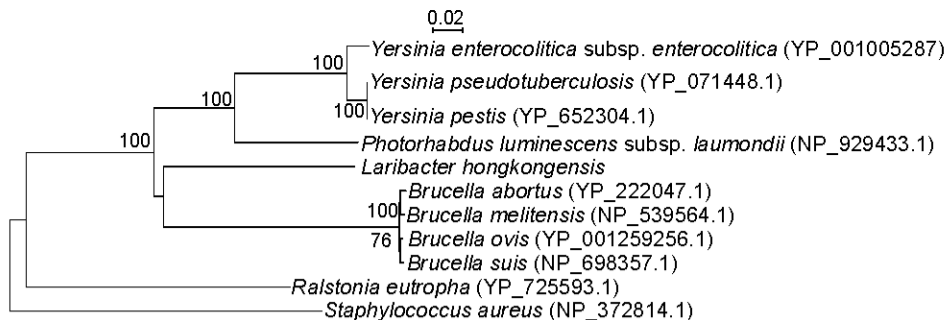 0.02
100
Yersinia enterocolitica subsp. enterocolitica (YP_001005287)
100
Yersinia pseudotuberculosis (YP_071448.1)
100
Yersinia pestis (YP_652304.1)
100
Photorhabdus luminescens subsp. laumondii (NP_929433.1)
Laribacter hongkongensis
Brucella abortus (YP_222047.1)
100
Brucella melitensis (NP_539564.1)
76
Brucella ovis (YP_001259256.1)
Brucella suis (NP_698357.1)
Ralstonia eutropha (YP_725593.1)
Staphylococcus aureus (NP_372814.1)